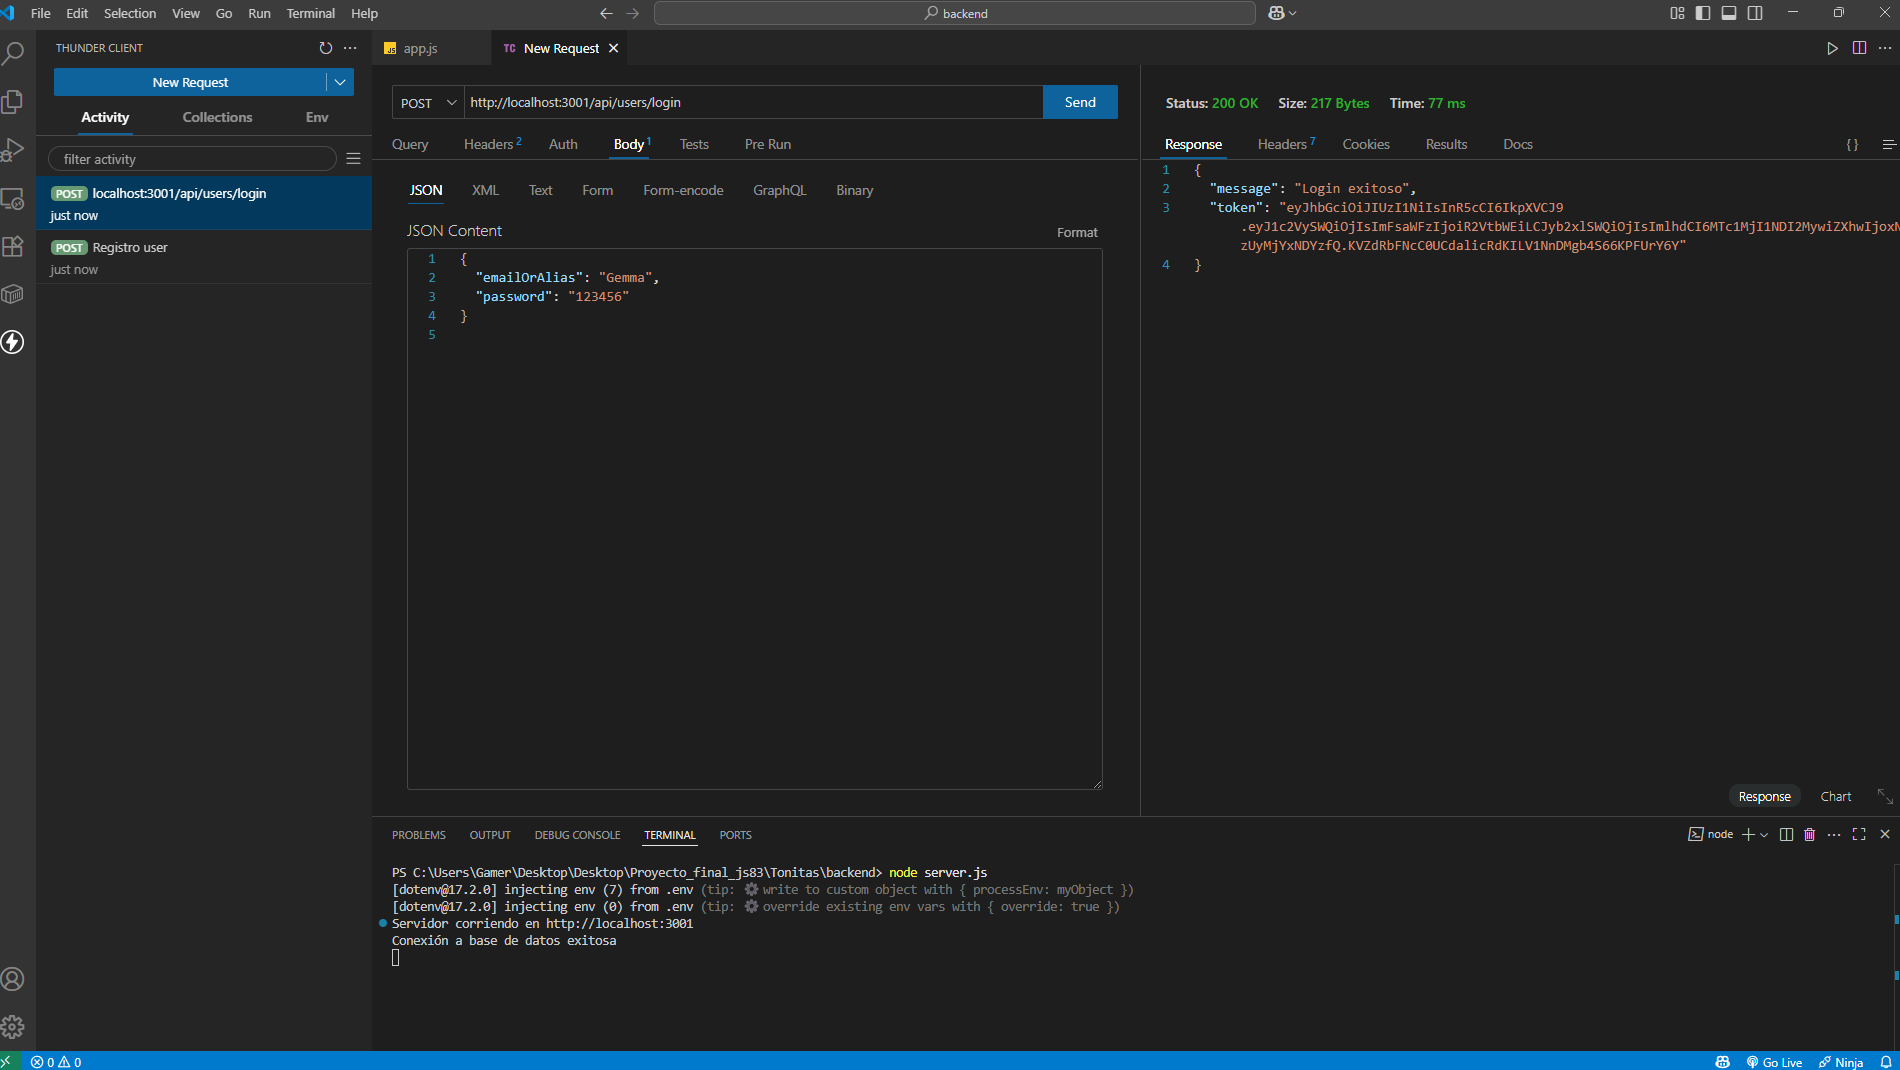 File Edit Selection View Go Run Terminal Help
backend
THUNDER CLIENT
New Request
Activity Collections Env
filter activity
POST localhost:3001/api/users/login
just now
POST Registro user
just now
JS app.js
TC New Request
POST http://localhost:3001/api/users/login Send
Query Headers 2 Auth Body 1 Tests Pre Run
JSON XML Text Form Form-encode GraphQL Binary
JSON Content Format
1 {
2 "emailOrAlias": "Gemma",
3 "password": "123456"
4 }
5
Status: 200 OK Size: 217 Bytes Time: 77 ms
Response Headers 7 Cookies Results Docs { }
1 {
2 "message": "Login exitoso",
3 "token": "eyJhbGciOiJIUzI1NiIsInR5cCI6IkpXVCJ9
.eyJ1c2VySWQiOjIsImFsaWFzIjoiR2VtbWEiLCJyb2xlSWQiOjIsImlhdCI6MTc1MjI1NDI2MywiZXhwIjoxN
zUyMjYxNDYzfQ.KVZdRbFNcC0UCdalicRdKILV1NnDMgb4S66KPFUrY6Y"
4 }
Response Chart
PROBLEMS OUTPUT DEBUG CONSOLE TERMINAL PORTS
node
PS C:\Users\Gamer\Desktop\Desktop\Proyecto_final_js83\Tonitas\backend> node server.js
[dotenv@17.2.0] injecting env (7) from .env (tip: ⚙️ write to custom object with { processEnv: myObject })
[dotenv@17.2.0] injecting env (0) from .env (tip: ⚙️ override existing env vars with { override: true })
Servidor corriendo en http://localhost:3001
Conexión a base de datos exitosa
0 0
Go Live Ninja